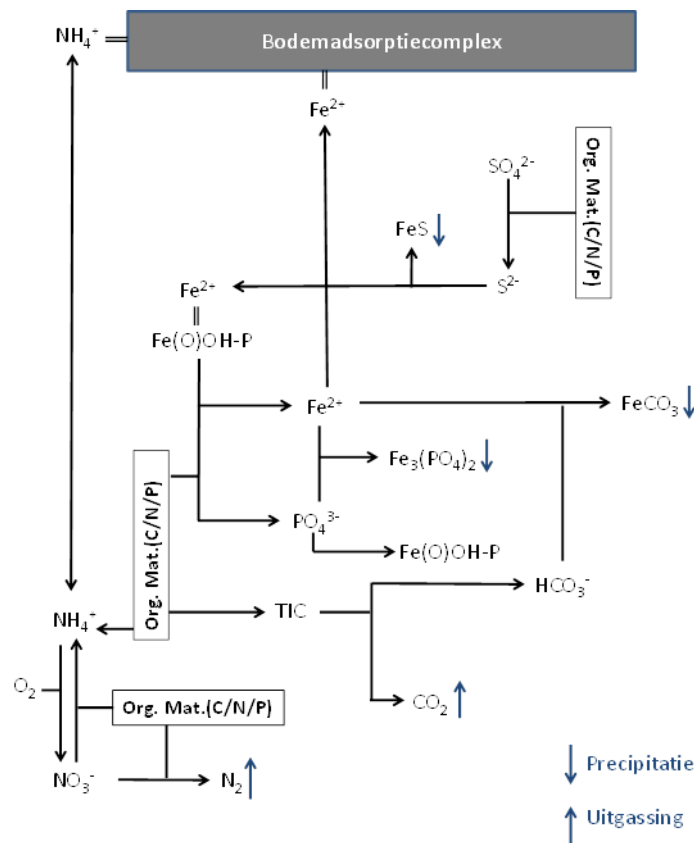 NH₄⁺
Bodemadsorptiecomplex
Fe²⁺
SO₄²⁻
Org. Mat.(C/N/P)
FeS
Fe²⁺
S²⁻
Fe(O)OH-P
Fe²⁺
FeCO₃
Fe₃(PO₄)₂
Org. Mat.(C/N/P)
PO₄³⁻
Fe(O)OH-P
HCO₃⁻
NH₄⁺
TIC
O₂
Org. Mat.(C/N/P)
CO₂
NO₃⁻
N₂
Precipitatie
Uitgassing